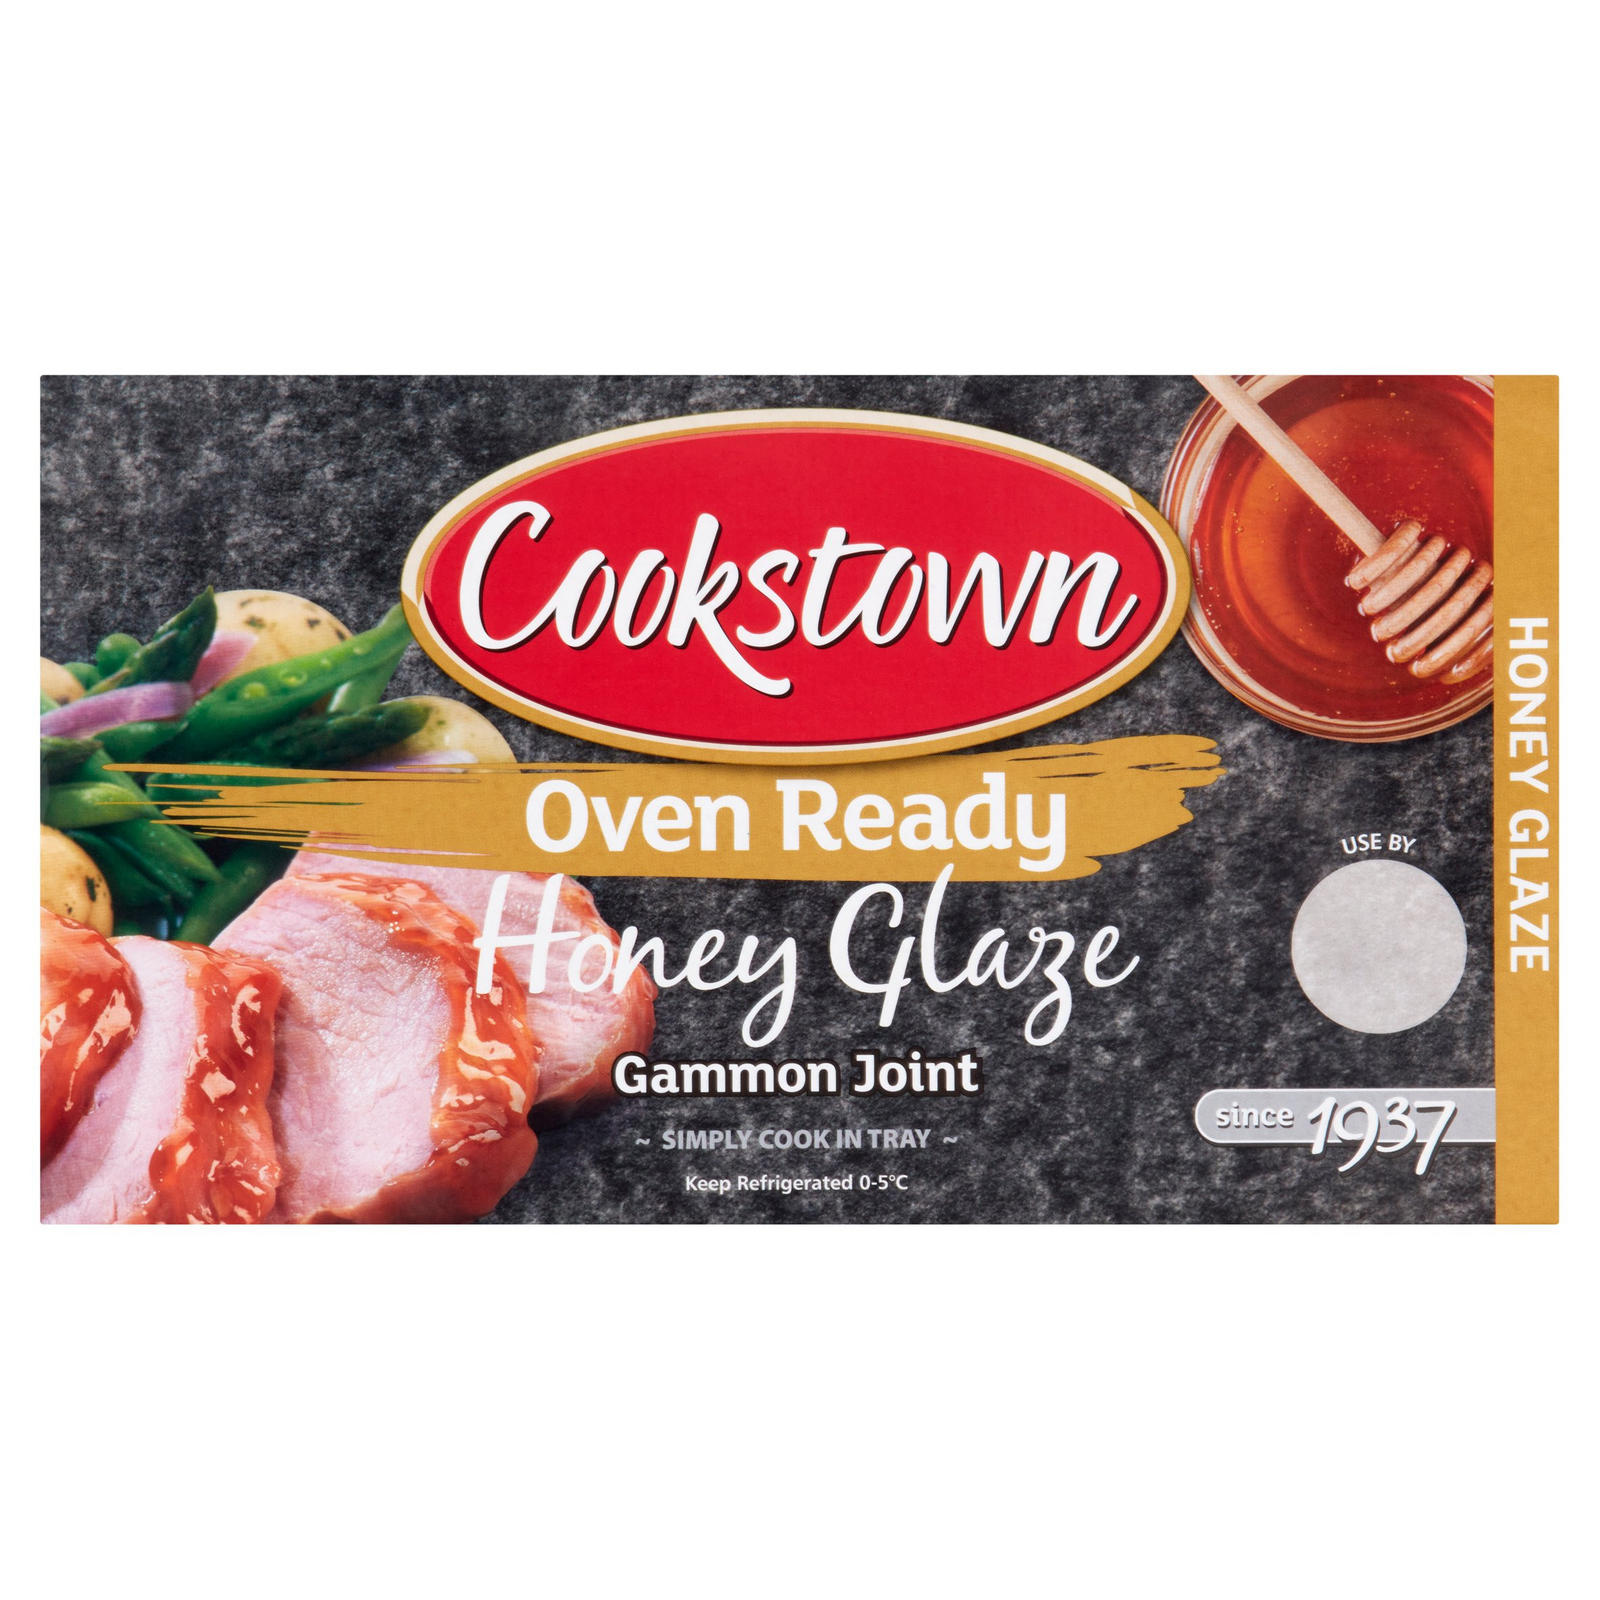 Cookstown
Oven Ready
Honey Glaze
Gammon Joint
~ SIMPLY COOK IN TRAY ~
Keep Refrigerated 0-5°C
USE BY
since 1937
HONEY GLAZE